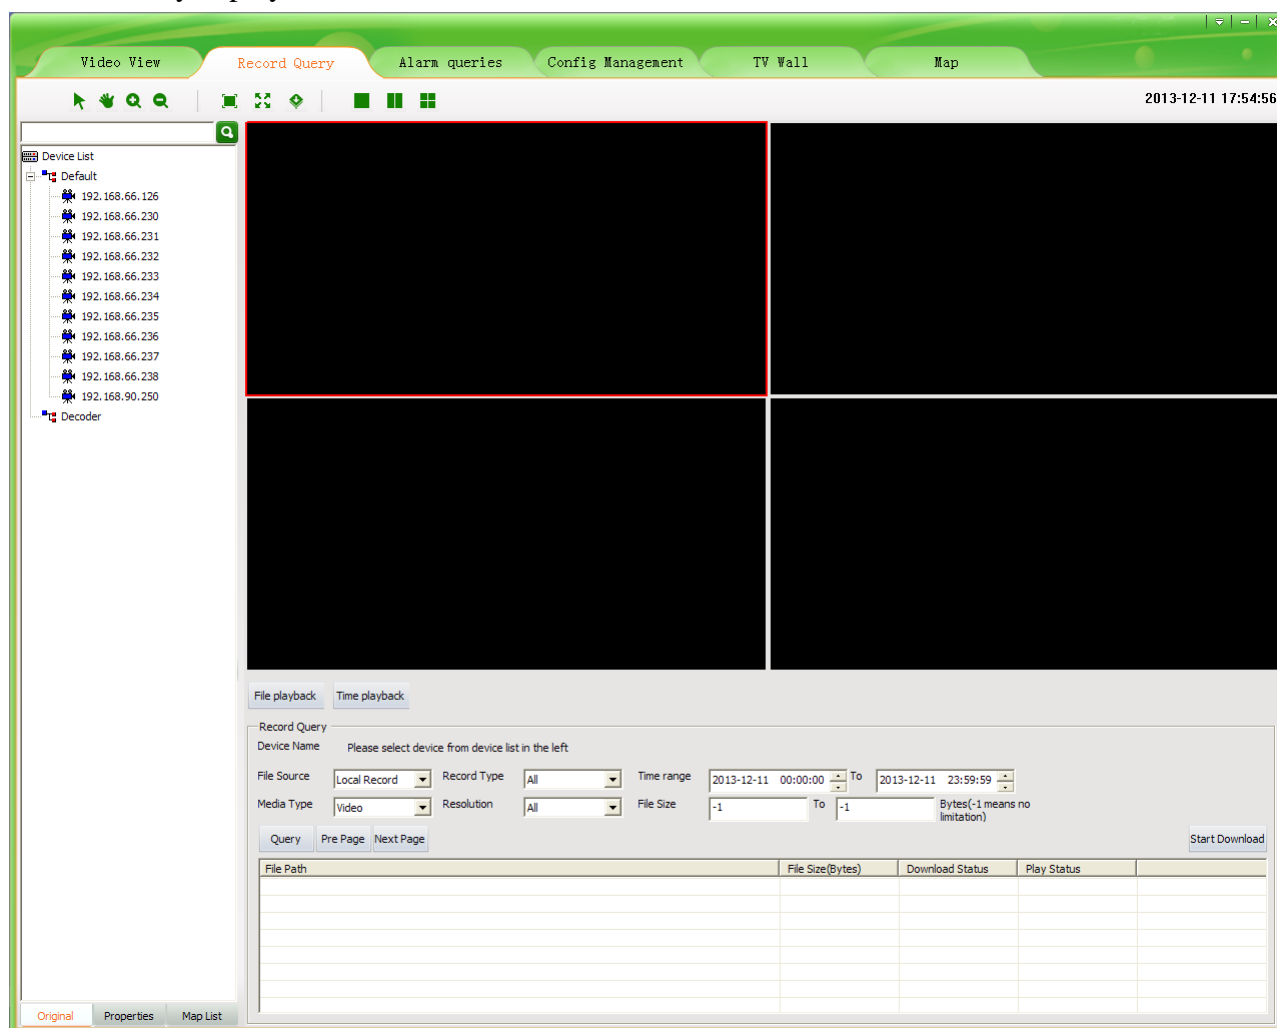 Video View Record Query Alarm queries Config Management TV Wall Map
2013-12-11 17:54:56
Device List
Default
192.168.66.126
192.168.66.230
192.168.66.231
192.168.66.232
192.168.66.233
192.168.66.234
192.168.66.235
192.168.66.236
192.168.66.237
192.168.66.238
192.168.90.250
Decoder
File playback Time playback
Record Query
Device Name Please select device from device list in the left
File Source Local Record Record Type All Time range 2013-12-11 00:00:00 To 2013-12-11 23:59:59
Media Type Video Resolution All File Size -1 To -1 Bytes(-1 means no
limitation)
Query Pre Page Next Page Start Download
File Path File Size(Bytes) Download Status Play Status
Original Properties Map List